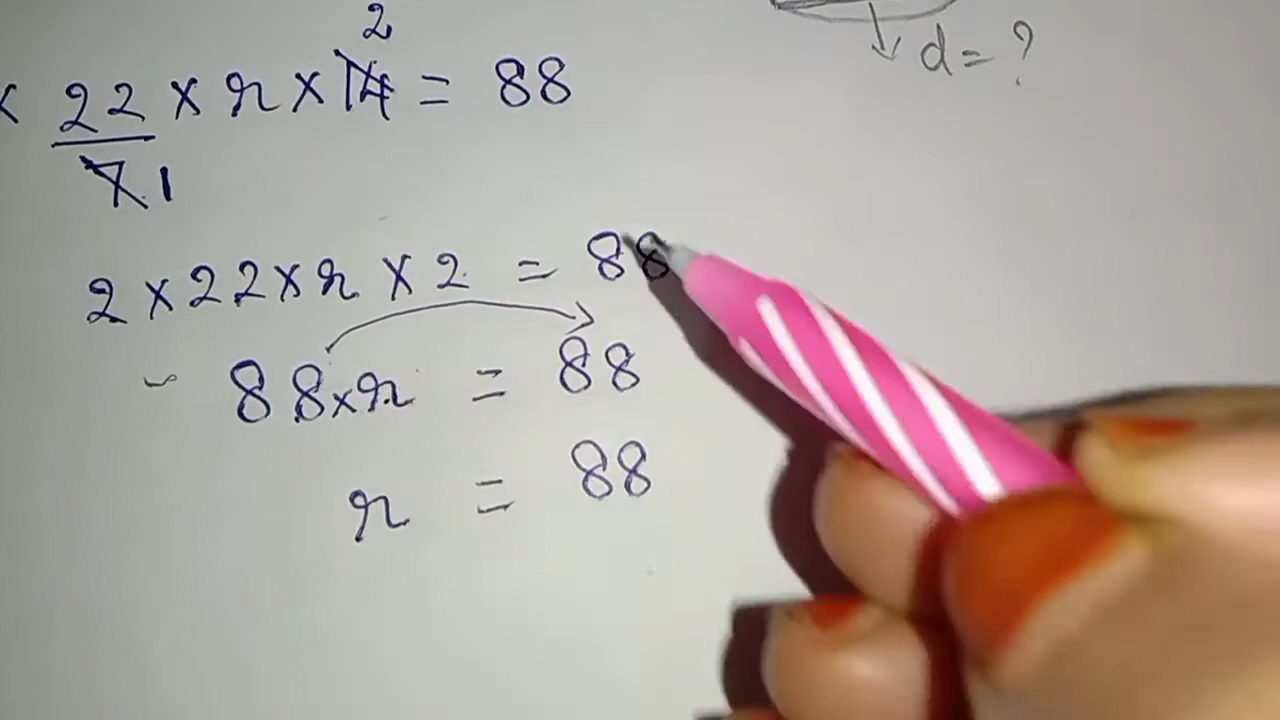 2
× 22 × r × 14 = 88
7 1
d = ?
2 × 22 × r × 2 = 88
88 × r = 88
r = 88